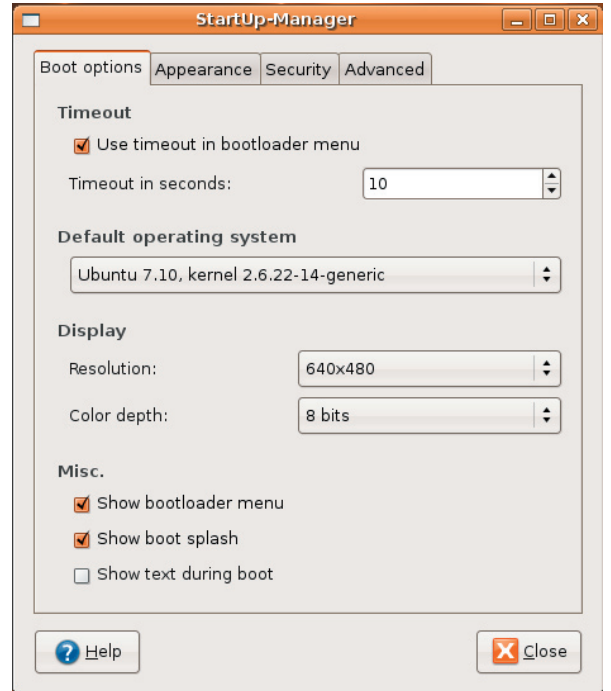 StartUp-Manager
Boot options Appearance Security Advanced
Timeout
Use timeout in bootloader menu
Timeout in seconds: 10
Default operating system
Ubuntu 7.10, kernel 2.6.22-14-generic
Display
Resolution: 640x480
Color depth: 8 bits
Misc.
Show bootloader menu
Show boot splash
Show text during boot
Help Close